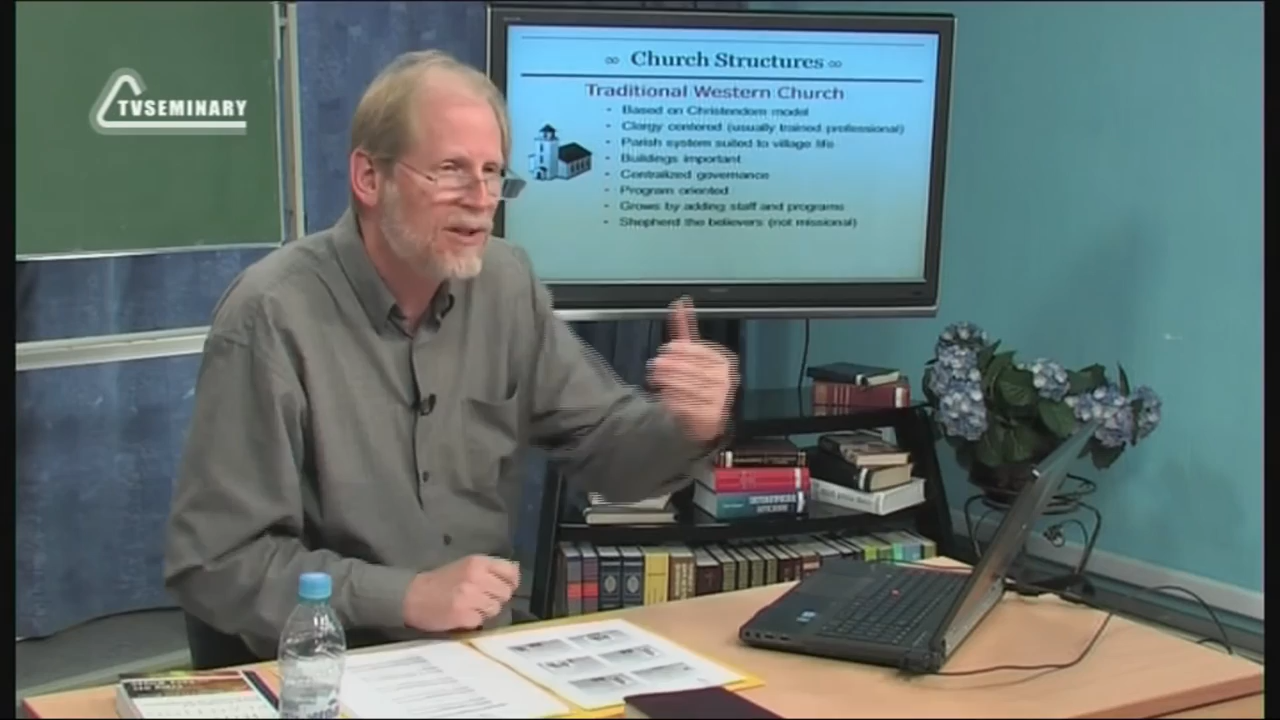 TVSEMINARY
∞ Church Structures ∞
Traditional Western Church
- Based on Christendom model
- Clergy centered (usually trained professional)
- Parish system suited to village life
- Buildings important
- Centralized governance
- Program oriented
- Grows by adding staff and programs
- Shepherd the believers (not missional)